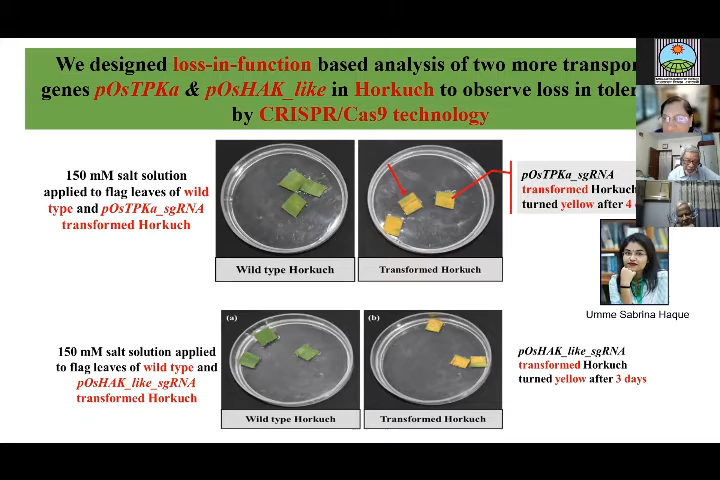 We designed loss-in-function based analysis of two more
genes pOsTPKa & pOsHAK_like in Horkuch to observe loss in
by CRISPR/Cas9 technology
150 mM salt solution
applied to flag leaves of wild
type and pOsTPKa_sgRNA
transformed Horkuch
Wild type Horkuch
Transformed Horkuch
pOsTPKa_sgRNA
transformed Horkuch
turned yellow after 4
Umme Sabrina Haque
150 mM salt solution applied
to flag leaves of wild type and
pOsHAK_like_sgRNA
transformed Horkuch
(a)
(b)
Wild type Horkuch
Transformed Horkuch
pOsHAK_like_sgRNA
transformed Horkuch
turned yellow after 3 days